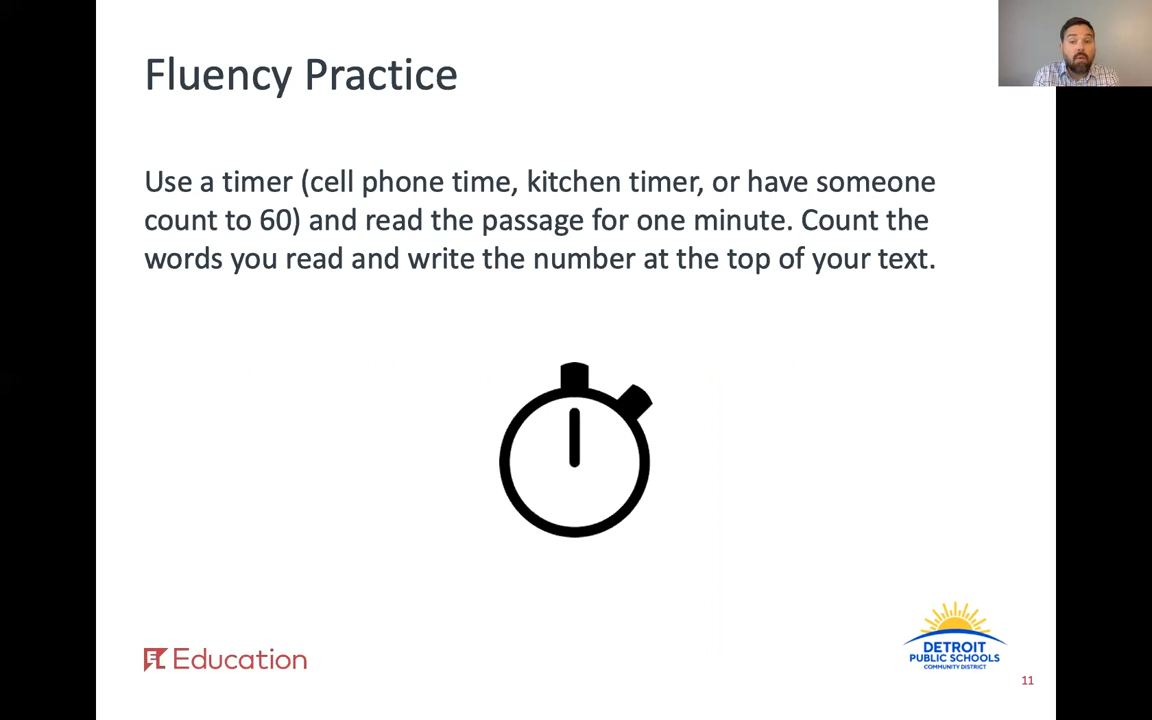 Fluency Practice
Use a timer (cell phone time, kitchen timer, or have someone
count to 60) and read the passage for one minute. Count the
words you read and write the number at the top of your text.
EL Education
DETROIT
PUBLIC SCHOOLS
COMMUNITY DISTRICT
11